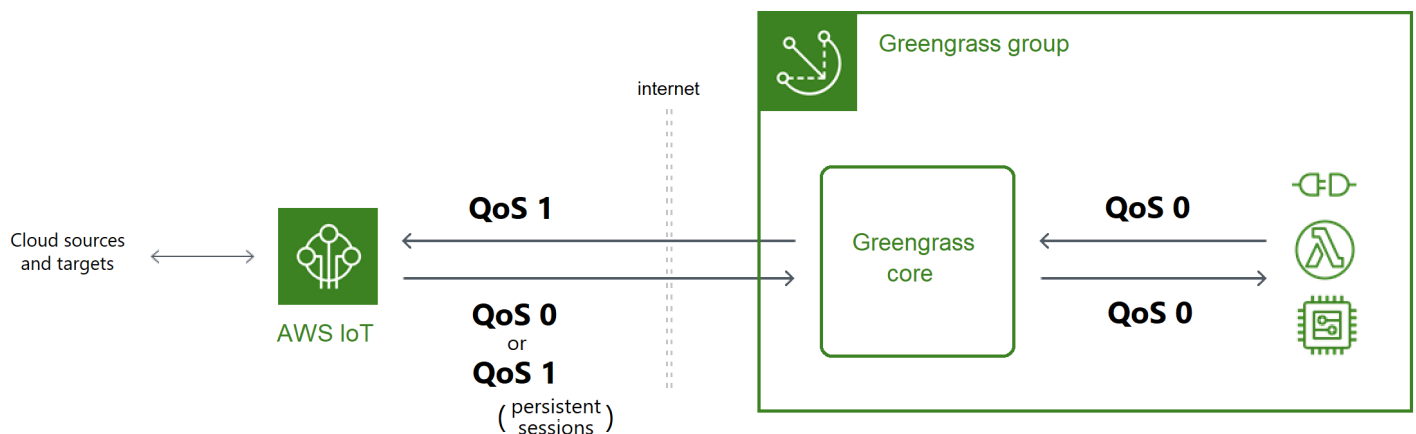 Greengrass group
internet
QoS 1
QoS 0
Cloud sources
and targets
Greengrass
core
AWS IoT
QoS 0
or
QoS 1
(persistent
sessions)
QoS 0